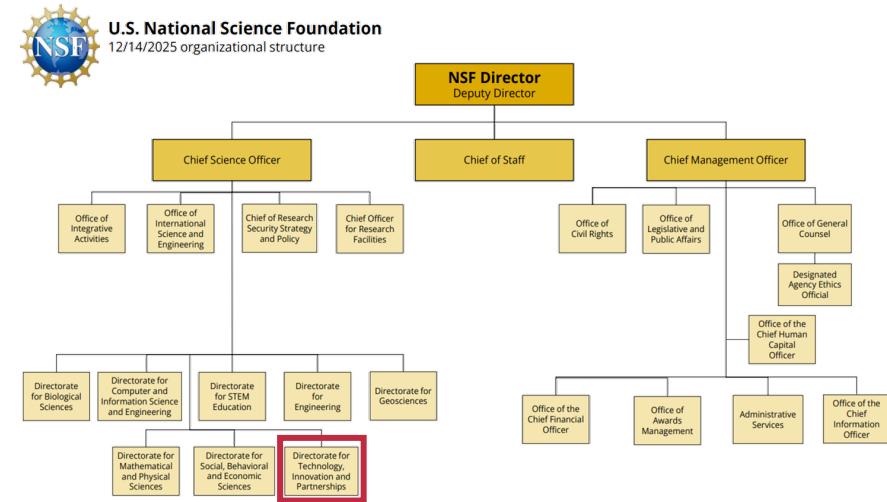 NSF
U.S. National Science Foundation
12/14/2025 organizational structure
NSF Director
Deputy Director
Chief Science Officer
Chief of Staff
Chief Management Officer
Office of
Integrative
Activities
Office of
International
Science and
Engineering
Chief of Research
Security Strategy
and Policy
Chief Officer
for Research
Facilities
Office of
Civil Rights
Office of
Legislative and
Public Affairs
Office of General
Counsel
Designated
Agency Ethics
Official
Office of the
Chief Human
Capital
Officer
Directorate
for Biological
Sciences
Directorate for
Computer and
Information Science
and Engineering
Directorate
for STEM
Education
Directorate
for
Engineering
Directorate for
Geosciences
Office of the
Chief Financial
Officer
Office of
Awards
Management
Administrative
Services
Office of the
Chief
Information
Officer
Directorate for
Mathematical
and Physical
Sciences
Directorate for
Social, Behavioral
and Economic
Sciences
Directorate for
Technology,
Innovation and
Partnerships